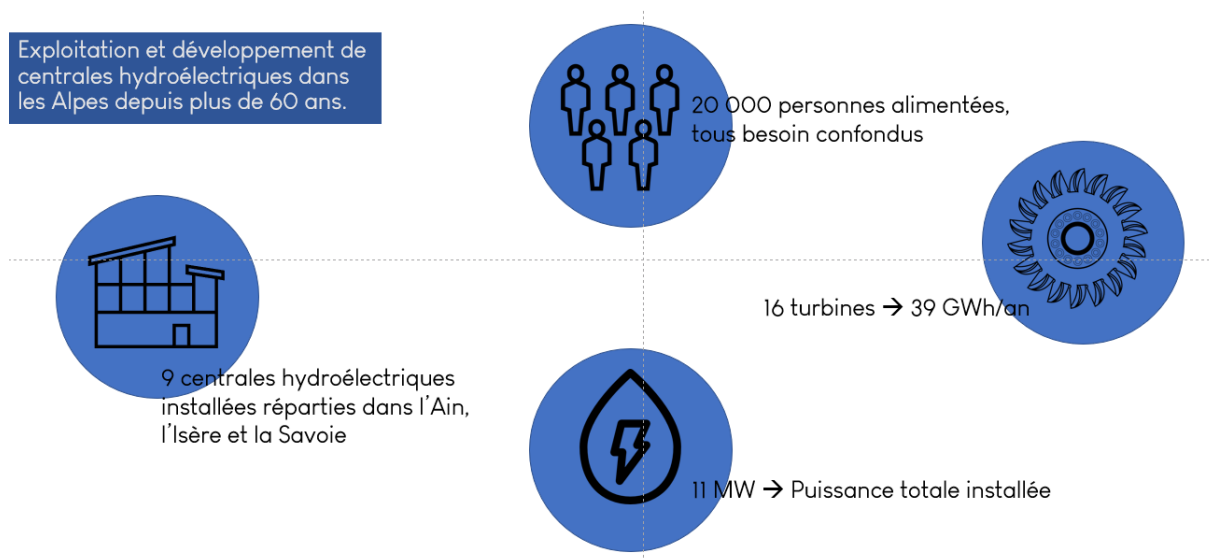 Exploitation et développement de
centrales hydroélectriques dans
les Alpes depuis plus de 60 ans.
20 000 personnes alimentées,
tous besoin confondus
16 turbines → 39 GWh/an
9 centrales hydroélectriques
installées réparties dans l'Ain,
l'Isère et la Savoie
11 MW → Puissance totale installée